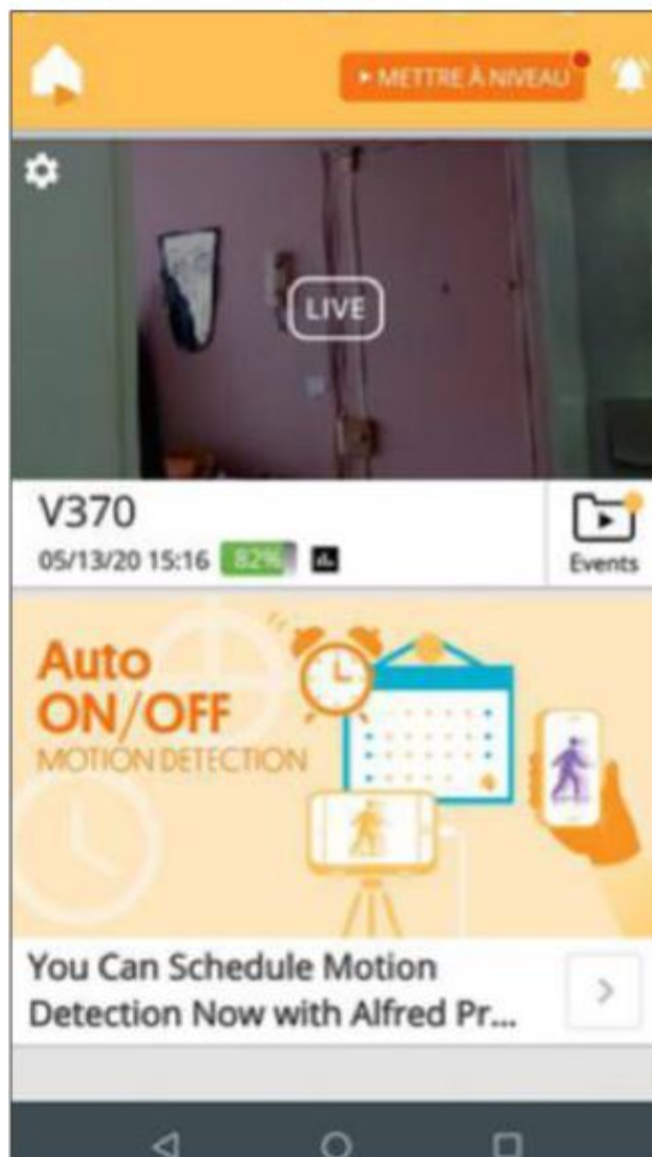 METTRE À NIVEAU
LIVE
V370
05/13/20 15:16 82%
Events
Auto
ON/OFF
MOTION DETECTION
You Can Schedule Motion
Detection Now with Alfred Pr...